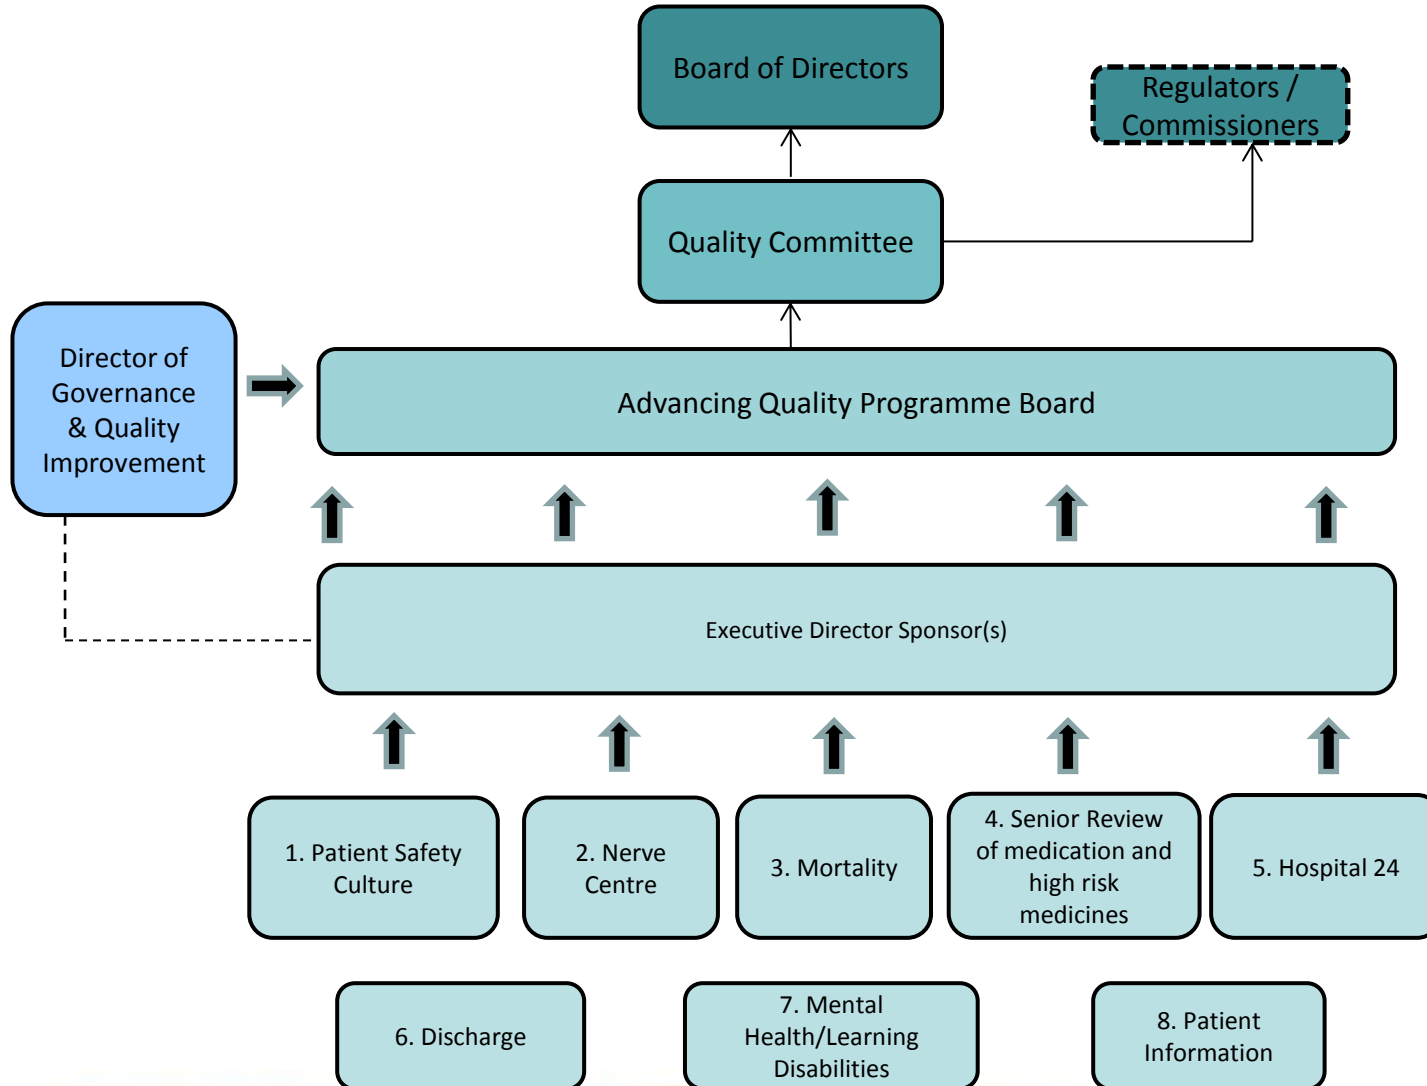 Board of Directors
Regulators /
Commissioners
Quality Committee
Director of
Governance
& Quality
Improvement
Advancing Quality Programme Board
Executive Director Sponsor(s)
1. Patient Safety
Culture
2. Nerve
Centre
3. Mortality
4. Senior Review
of medication and
high risk
medicines
5. Hospital 24
6. Discharge
7. Mental
Health/Learning
Disabilities
8. Patient
Information